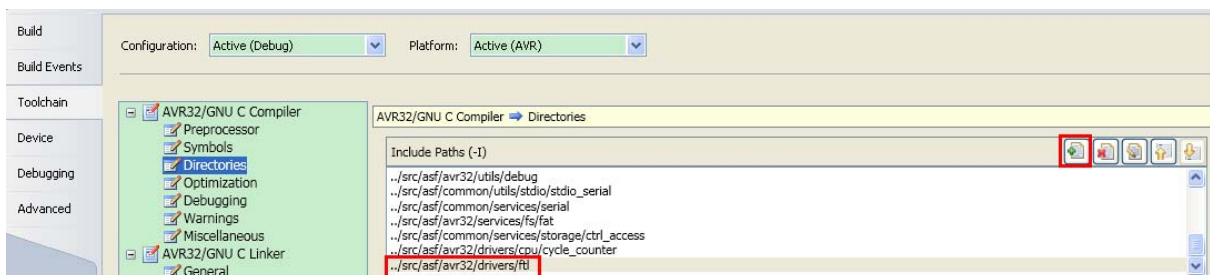 Build
Build Events
Toolchain
Device
Debugging
Advanced
Configuration: Active (Debug) Platform: Active (AVR)
AVR32/GNU C Compiler
Preprocessor
Symbols
Directories
Optimization
Debugging
Warnings
Miscellaneous
AVR32/GNU C Linker
General
AVR32/GNU C Compiler ➡ Directories
Include Paths (-I)
../src/asf/avr32/utils/debug
../src/asf/common/utils/stdio/stdio_serial
../src/asf/common/services/serial
../src/asf/avr32/services/fs/fat
../src/asf/common/services/storage/ctrl_access
../src/asf/avr32/drivers/cpu/cycle_counter
../src/asf/avr32/drivers/ftl